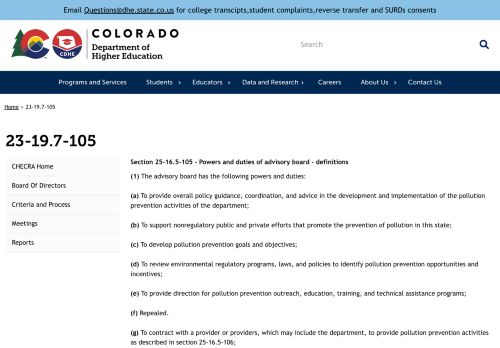 Email Questions@dhe.state.co.us for college transcipts,student complaints,reverse transfer and SURDs consents
CDHE
COLORADO
Department of
Higher Education
Search
Programs and Services Students Educators Data and Research Careers About Us Contact Us
Home > 23-19.7-105
23-19.7-105
CHECRA Home
Board Of Directors
Criteria and Process
Meetings
Reports
Section 25-16.5-105 - Powers and duties of advisory board - definitions
(1) The advisory board has the following powers and duties:
(a) To provide overall policy guidance, coordination, and advice in the development and implementation of the pollution
prevention activities of the department;
(b) To support nonregulatory public and private efforts that promote the prevention of pollution in this state;
(c) To develop pollution prevention goals and objectives;
(d) To review environmental regulatory programs, laws, and policies to identify pollution prevention opportunities and
incentives;
(e) To provide direction for pollution prevention outreach, education, training, and technical assistance programs;
(f) Repealed.
(g) To contract with a provider or providers, which may include the department, to provide pollution prevention activities
as described in section 25-16.5-106;